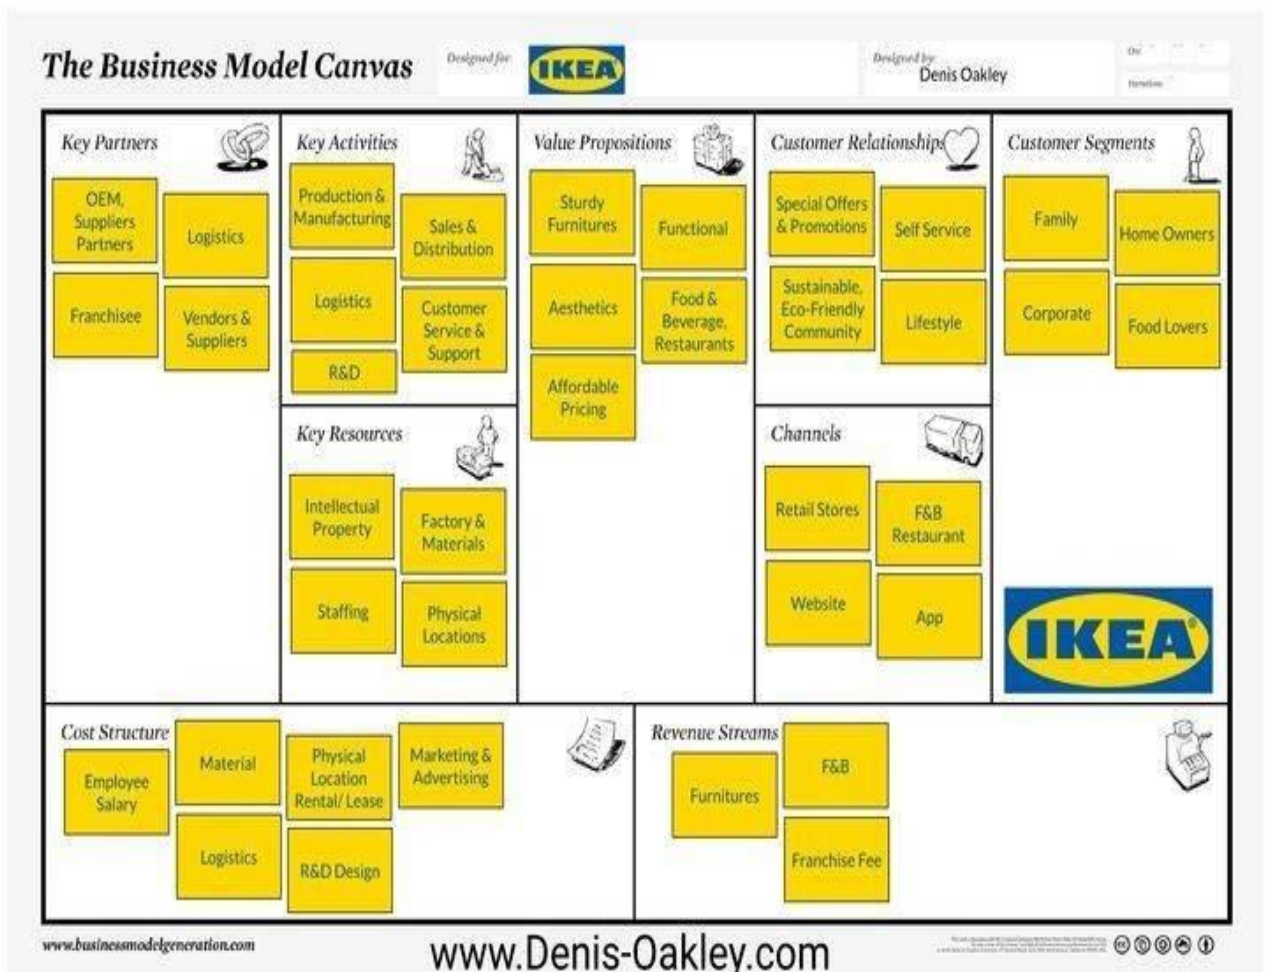 The Business Model Canvas
Designed for:
IKEA
Designed by:
Denis Oakley
On:
Iteration:
Key Partners
OEM,
Suppliers
Partners
Logistics
Franchisee
Vendors &
Suppliers
Key Activities
Production &
Manufacturing
Sales &
Distribution
Logistics
Customer
Service &
Support
R&D
Key Resources
Intellectual
Property
Factory &
Materials
Staffing
Physical
Locations
Value Propositions
Sturdy
Furnitures
Functional
Aesthetics
Food &
Beverage,
Restaurants
Affordable
Pricing
Customer Relationships
Special Offers
& Promotions
Self Service
Sustainable,
Eco-Friendly
Community
Lifestyle
Channels
Retail Stores
F&B
Restaurant
Website
App
Customer Segments
Family
Home Owners
Corporate
Food Lovers
IKEA®
Cost Structure
Employee
Salary
Material
Physical
Location
Rental/ Lease
Marketing &
Advertising
Logistics
R&D Design
Revenue Streams
Furnitures
F&B
Franchise Fee
www.businessmodelgeneration.com
www.Denis-Oakley.com